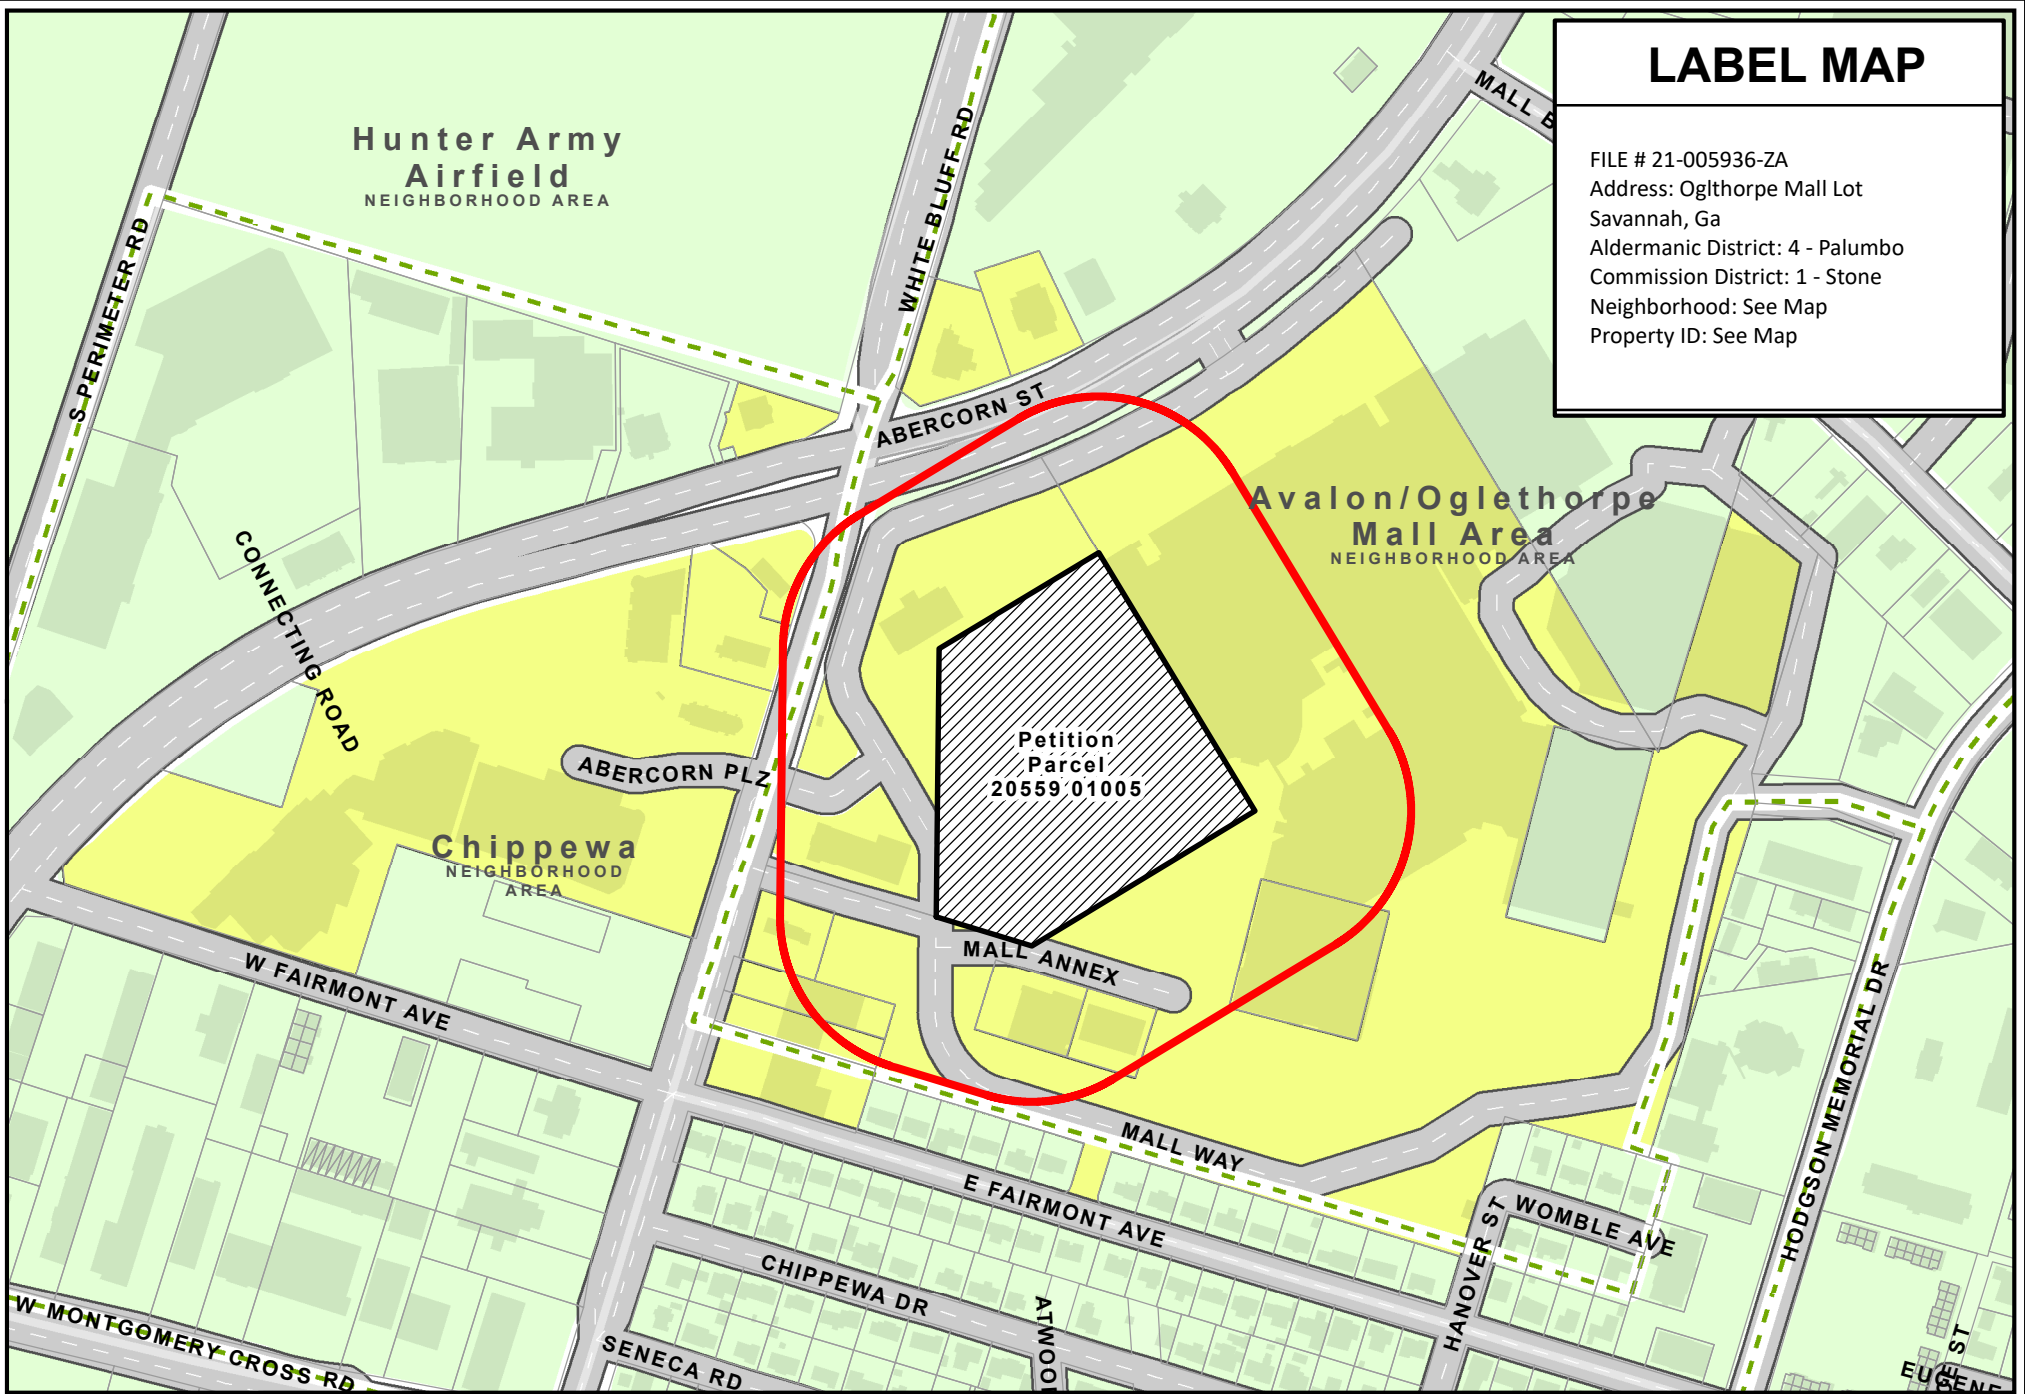 LABEL MAP
FILE # 21-005936-ZA
Address: Oglthorpe Mall Lot
Savannah, Ga
Aldermanic District: 4 - Palumbo
Commission District: 1 - Stone
Neighborhood: See Map
Property ID: See Map
MALL B
Hunter Army
Airfield
NEIGHBORHOOD AREA
WHITE BLUFF RD
S PERIMETER RD
ABERCORN ST
Avalon/Oglethorpe
Mall Area
NEIGHBORHOOD AREA
CONNECTING ROAD
Petition
Parcel
20559 01005
ABERCORN PLZ
Chippewa
NEIGHBORHOOD
AREA
MALL ANNEX
W FAIRMONT AVE
MALL WAY
E FAIRMONT AVE
HODGSON MEMORIAL DR
WOMBLE AVE
HANOVER ST
CHIPPEWA DR
ATWOO
SENECA RD
W MONTGOMERY CROSS RD
EUGENE
ST